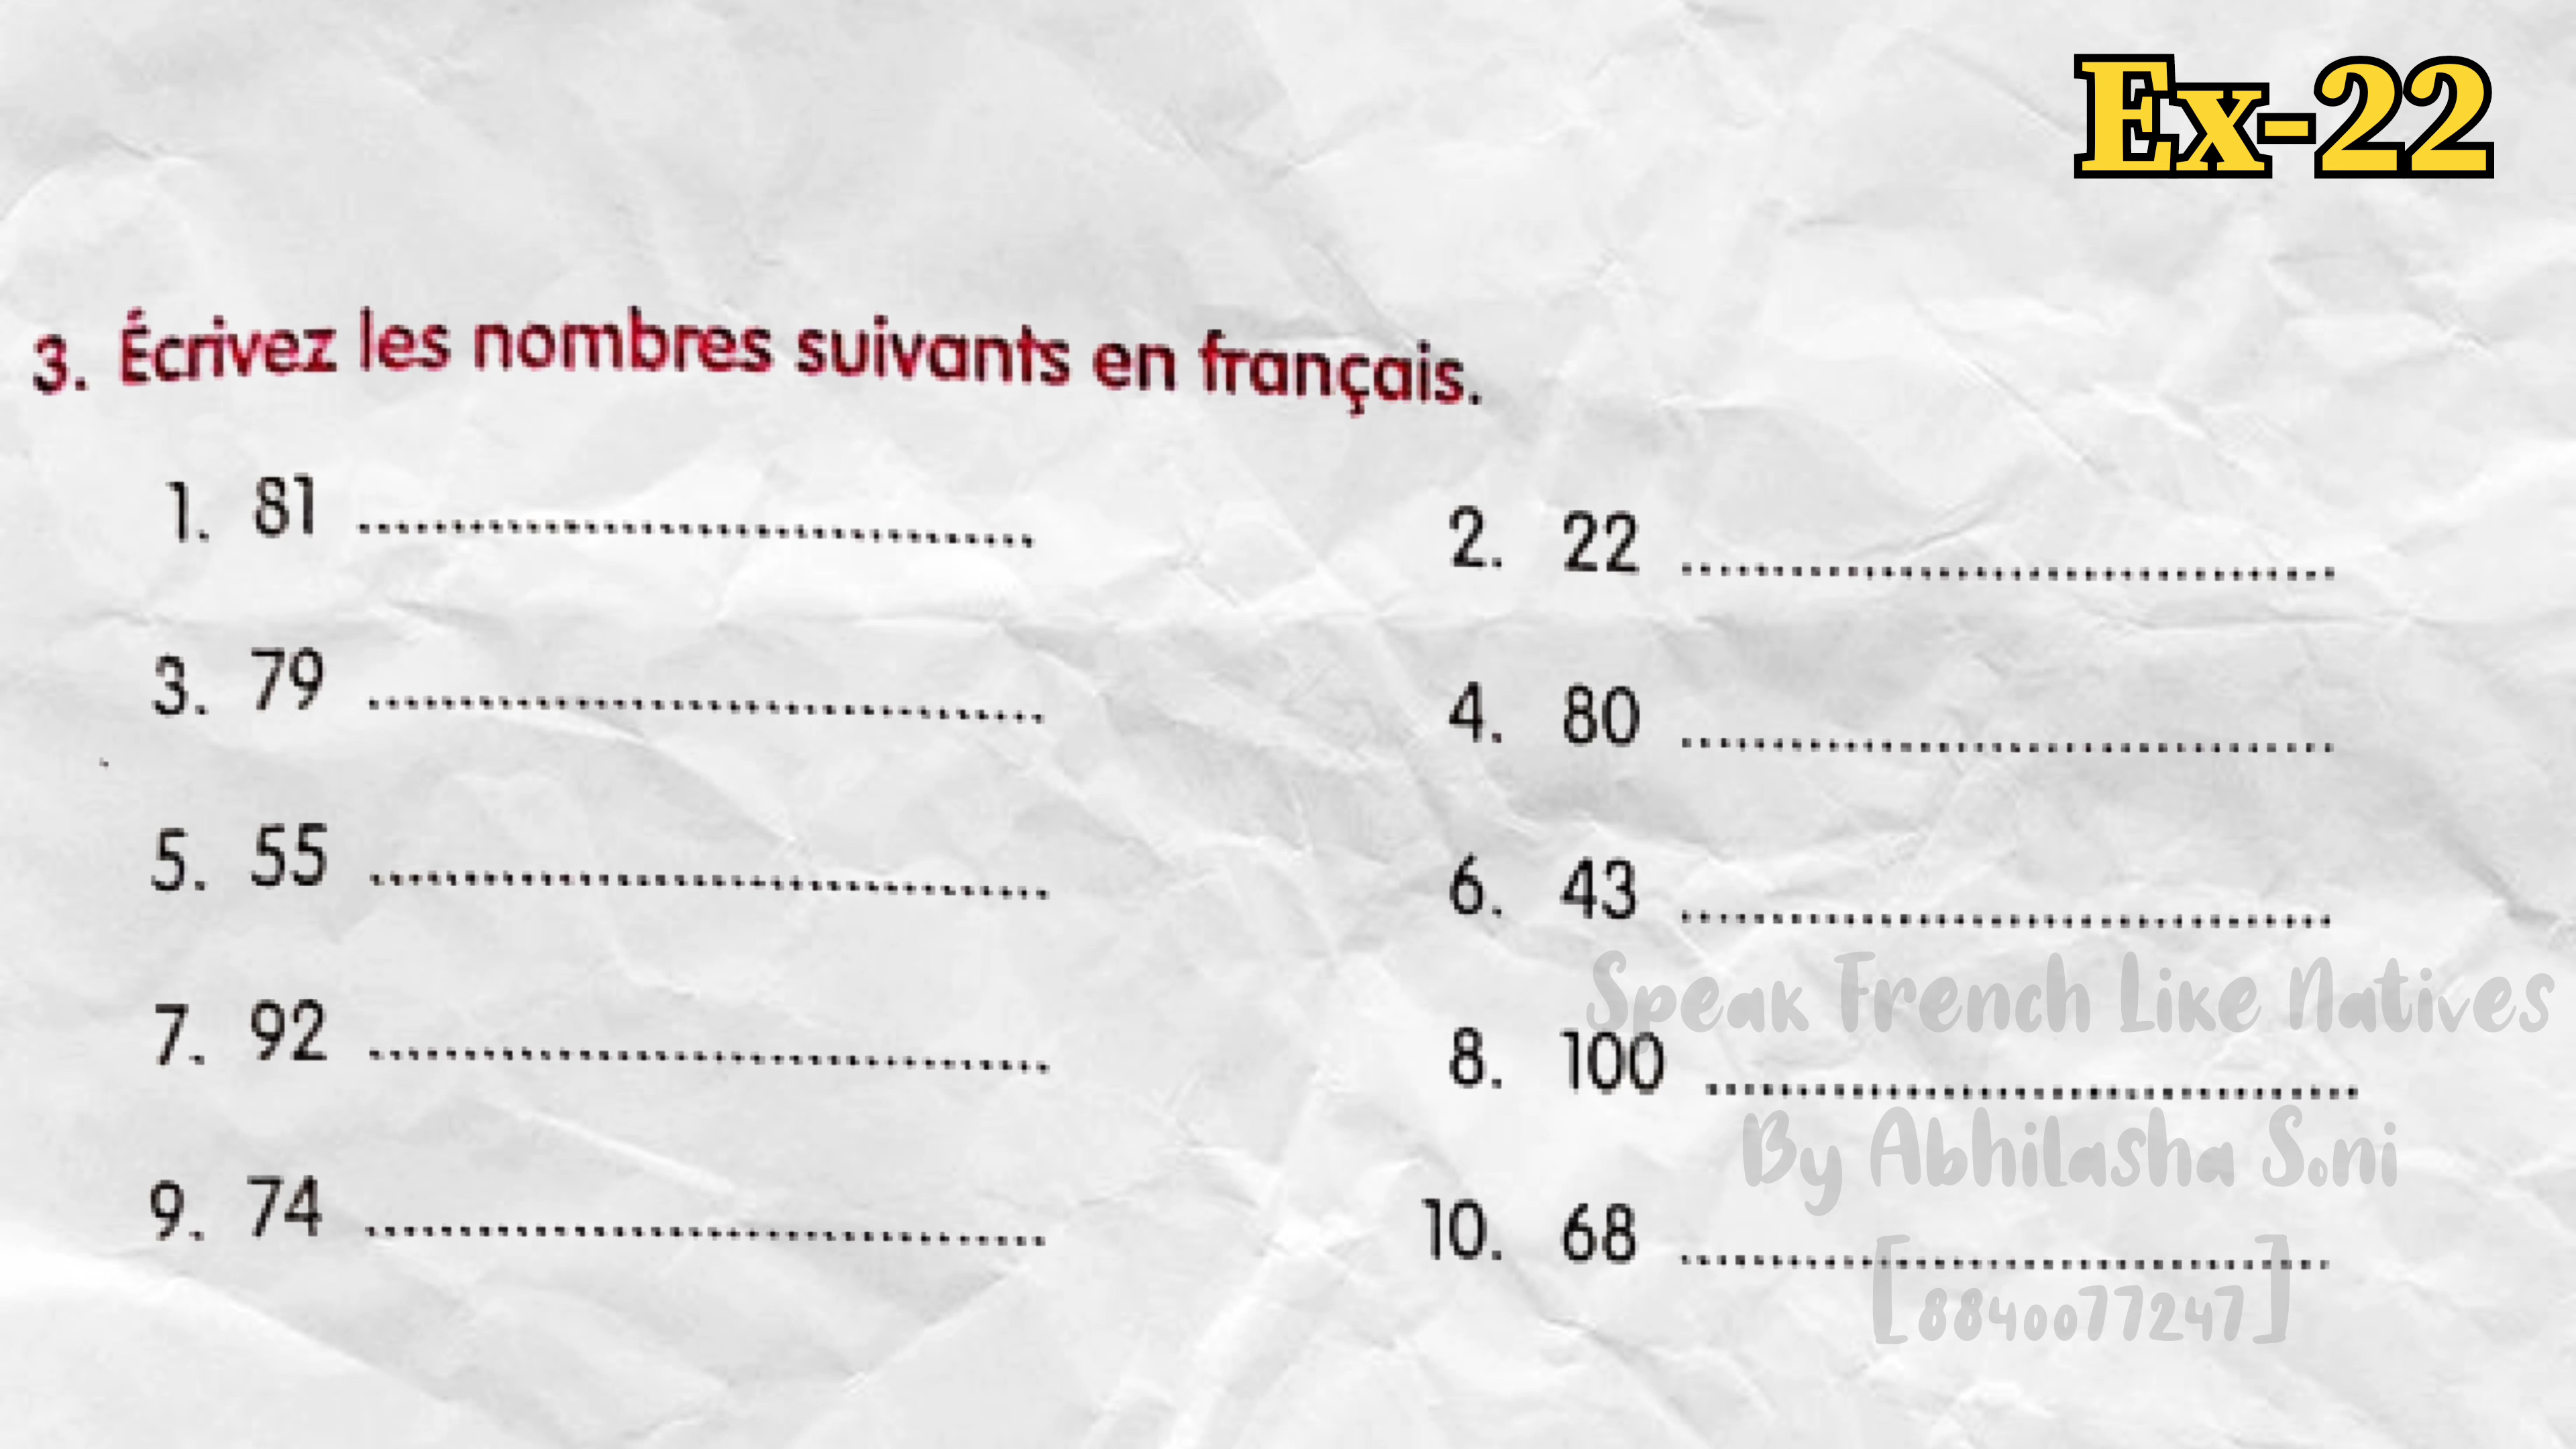 Ex-22
3. Écrivez les nombres suivants en français.
1. 81 ........................................
2. 22 ........................................
3. 79 ........................................
4. 80 ........................................
5. 55 ........................................
6. 43 ........................................
7. 92 ........................................
8. 100 ........................................
9. 74 ........................................
10. 68 ........................................
Speak French Like Natives
By Abhilasha Soni
[8840077247]